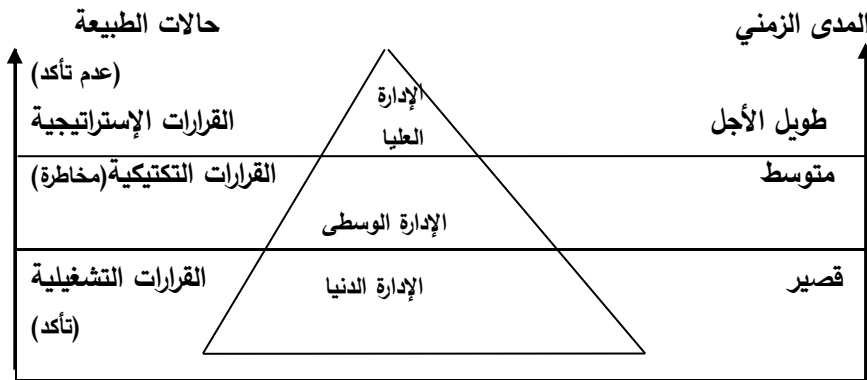 حالات الطبيعة
المدى الزمني
(عدم تأكد)
الإدارة
العليا
القرارات الإستراتيجية
طويل الأجل
القرارات التكتيكية(مخاطرة)
متوسط
الإدارة الوسطى
القرارات التشغيلية
الإدارة الدنيا
قصير
(تأكد)